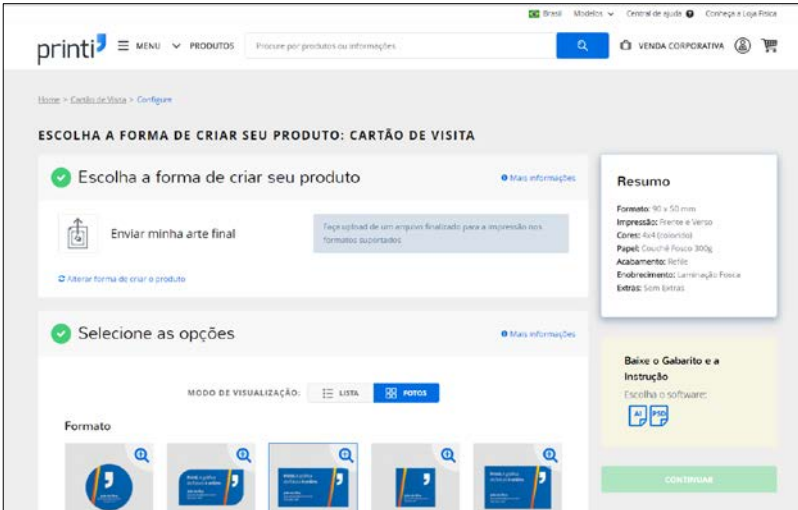 Brasil Modelos Central de ajuda ? Conheça a Loja Física
printi MENU PRODUTOS Procure por produtos ou informações VENDA CORPORATIVA
Home > Cartão de Visita > Configure
ESCOLHA A FORMA DE CRIAR SEU PRODUTO: CARTÃO DE VISITA
Escolha a forma de criar seu produto
Mais informações
Enviar minha arte final
Faça upload de um arquivo finalizado para a impressão nos
formatos suportados
Alterar forma de criar o produto
Selecione as opções
Mais informações
MODO DE VISUALIZAÇÃO: LISTA FOTOS
Formato
Resumo
Formato: 90 x 50 mm
Impressão: Frente e Verso
Cores: 4x4 (colorido)
Papel: Couché Fosco 300g
Acabamento: Refile
Enobrecimento: Laminação Fosca
Extras: Sem Extras
Baixe o Gabarito e a
Instrução
Escolha o software:
AI PSD
CONTINUAR